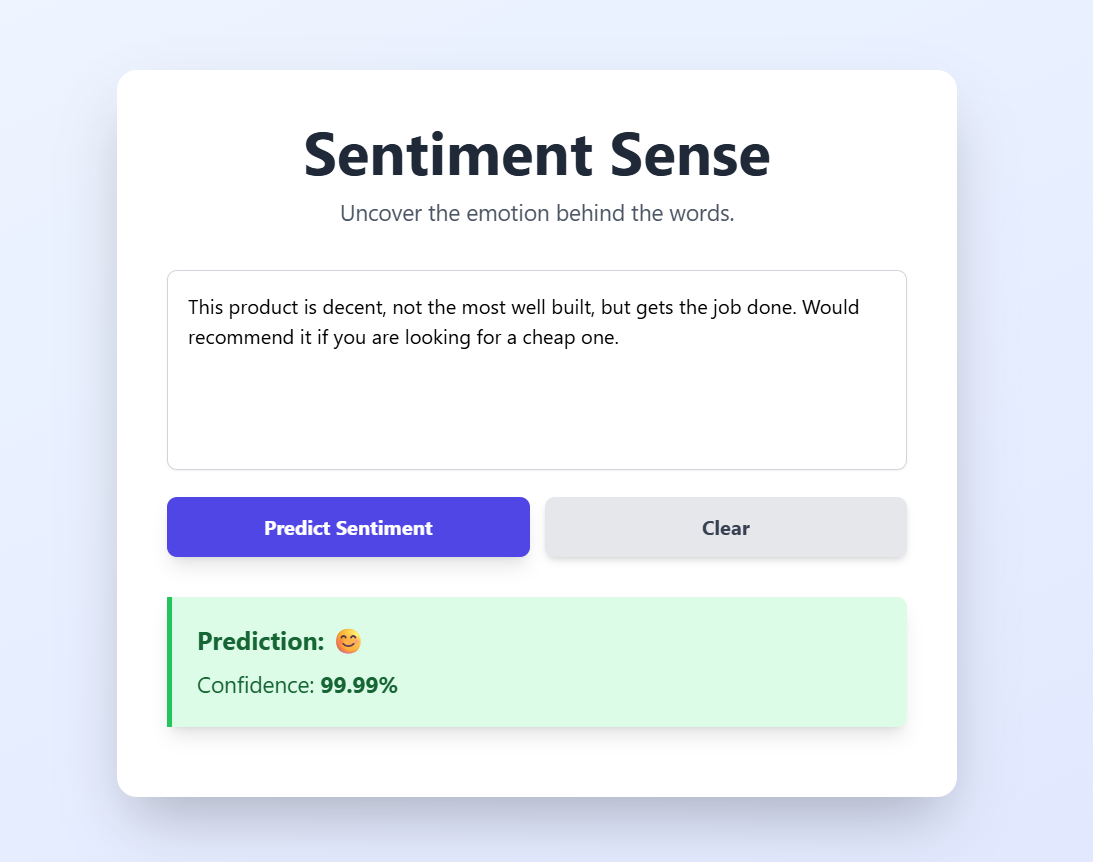 Sentiment Sense
Uncover the emotion behind the words.
This product is decent, not the most well built, but gets the job done. Would
recommend it if you are looking for a cheap one.
Predict Sentiment
Clear
Prediction: 😊
Confidence: 99.99%